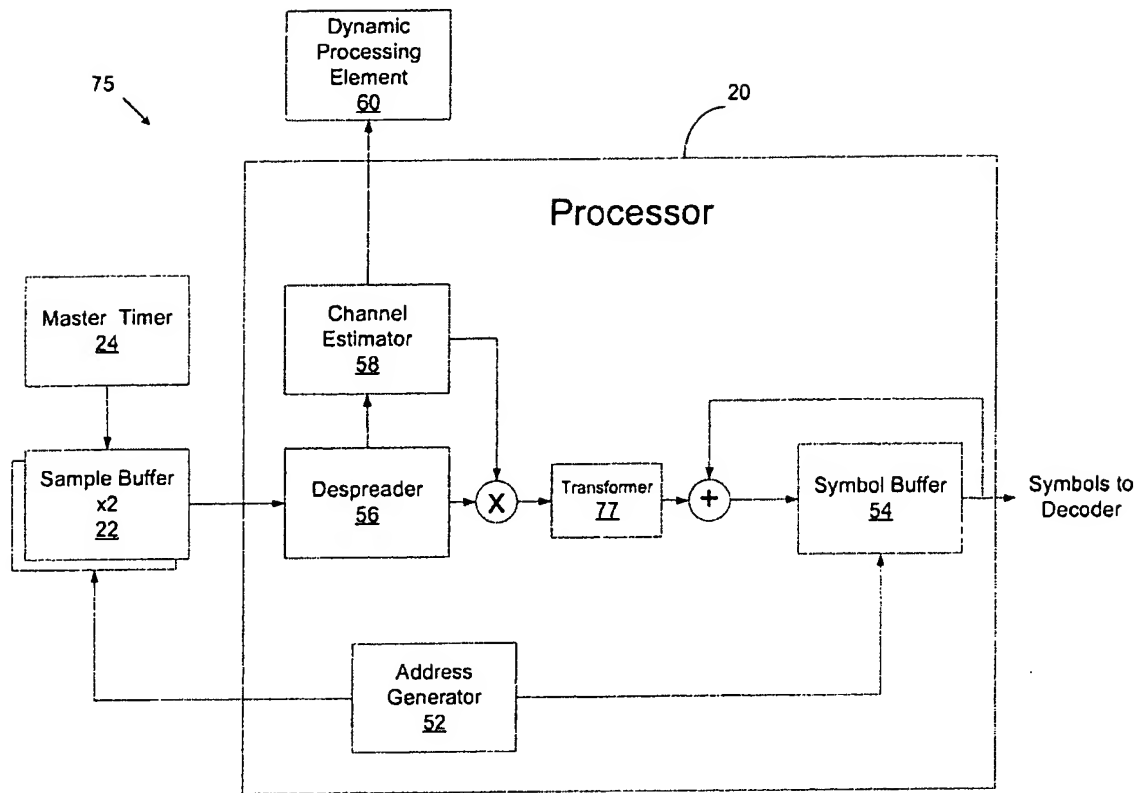 Dynamic
Processing
Element
60
75
20
Processor
Master Timer
24
Channel
Estimator
58
Sample Buffer
x2
22
Despreader
56
X
Transformer
77
+
Symbol Buffer
54
Symbols to
Decoder
Address
Generator
52